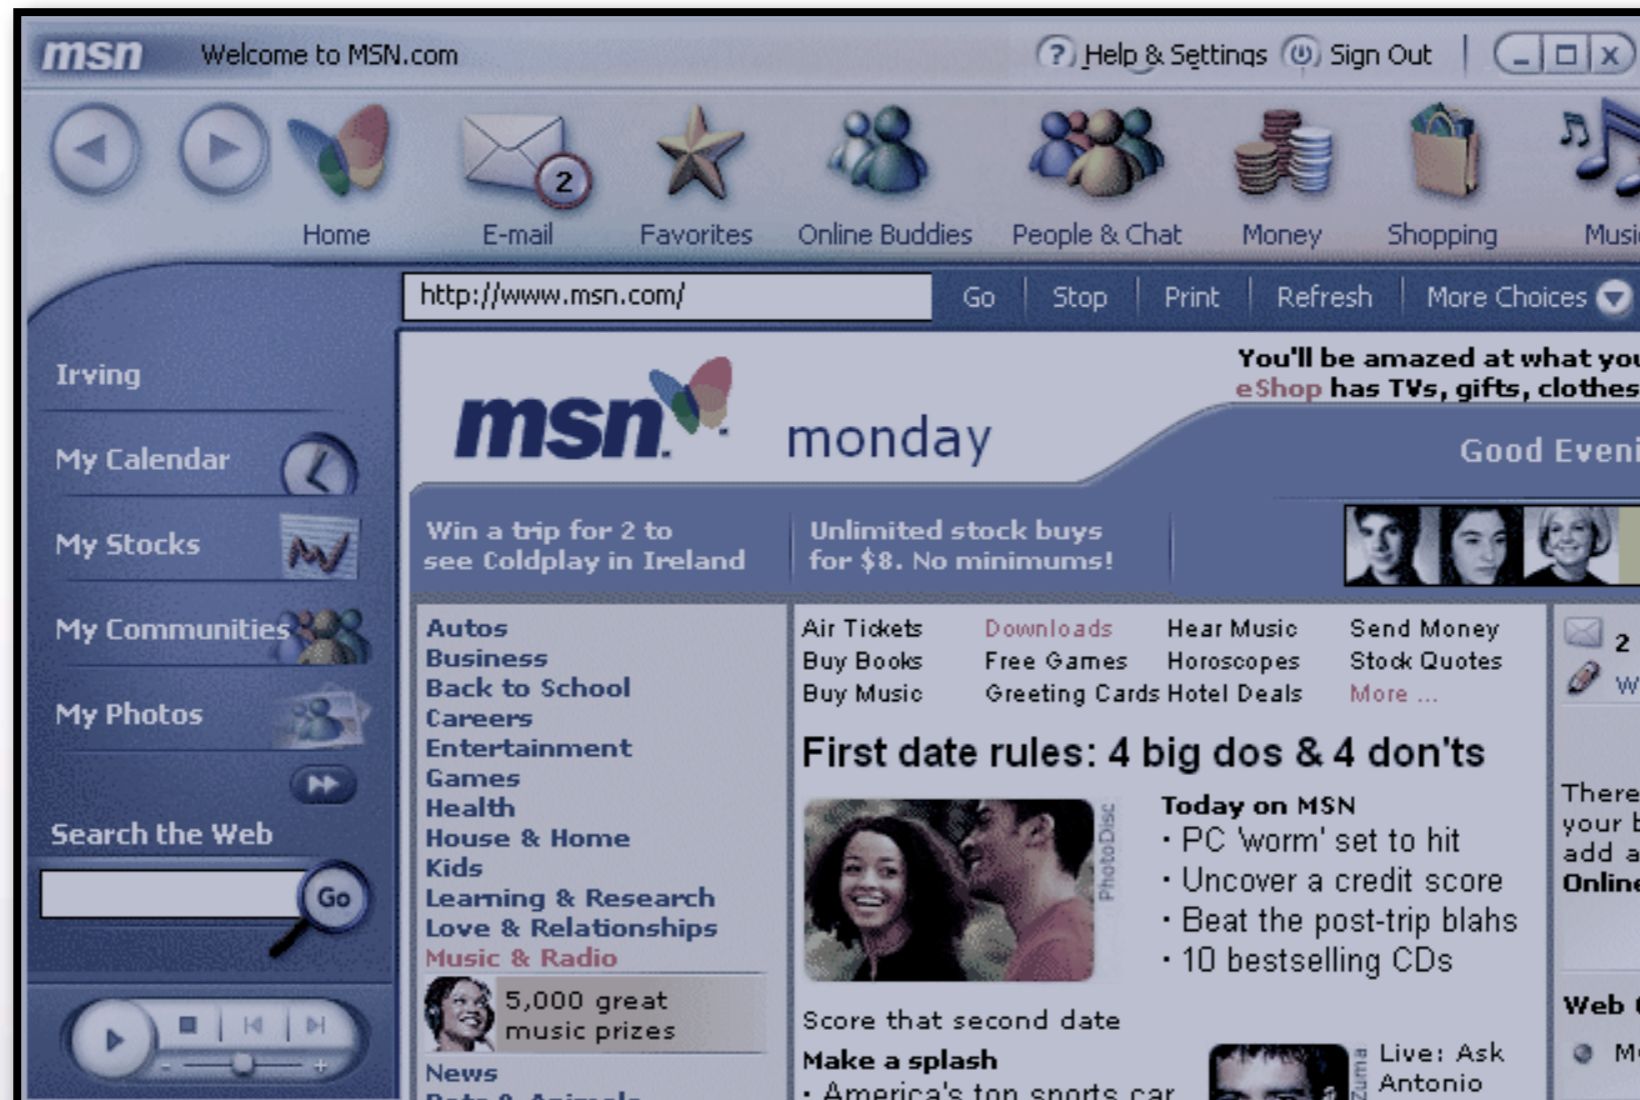 msn Welcome to MSN.com Help & Settings Sign Out
2
Home E-mail Favorites Online Buddies People & Chat Money Shopping
http://www.msn.com/ Go Stop Print Refresh More Choices
Irving
My Calendar
My Stocks
My Communities
My Photos
Search the Web
Go
msn. monday
You'll be amazed at what
eShop has TVs, gifts, clothes
Good
Win a trip for 2 to
see Coldplay in Ireland
Unlimited stock buys
for $8. No minimums!
Autos
Business
Back to School
Careers
Entertainment
Games
Health
House & Home
Kids
Learning & Research
Love & Relationships
Music & Radio
5,000 great
music prizes
News
Air Tickets Downloads Hear Music Send Money
Buy Books Free Games Horoscopes Stock Quotes
Buy Music Greeting Cards Hotel Deals More ...
First date rules: 4 big dos & 4 don'ts
PhotoDisc
Today on MSN
· PC 'worm' set to hit
· Uncover a credit score
· Beat the post-trip blahs
· 10 bestselling CDs
Score that second date
Make a splash
· America's top sports car
Live: Ask
Antonio
2
There
your
add
Web